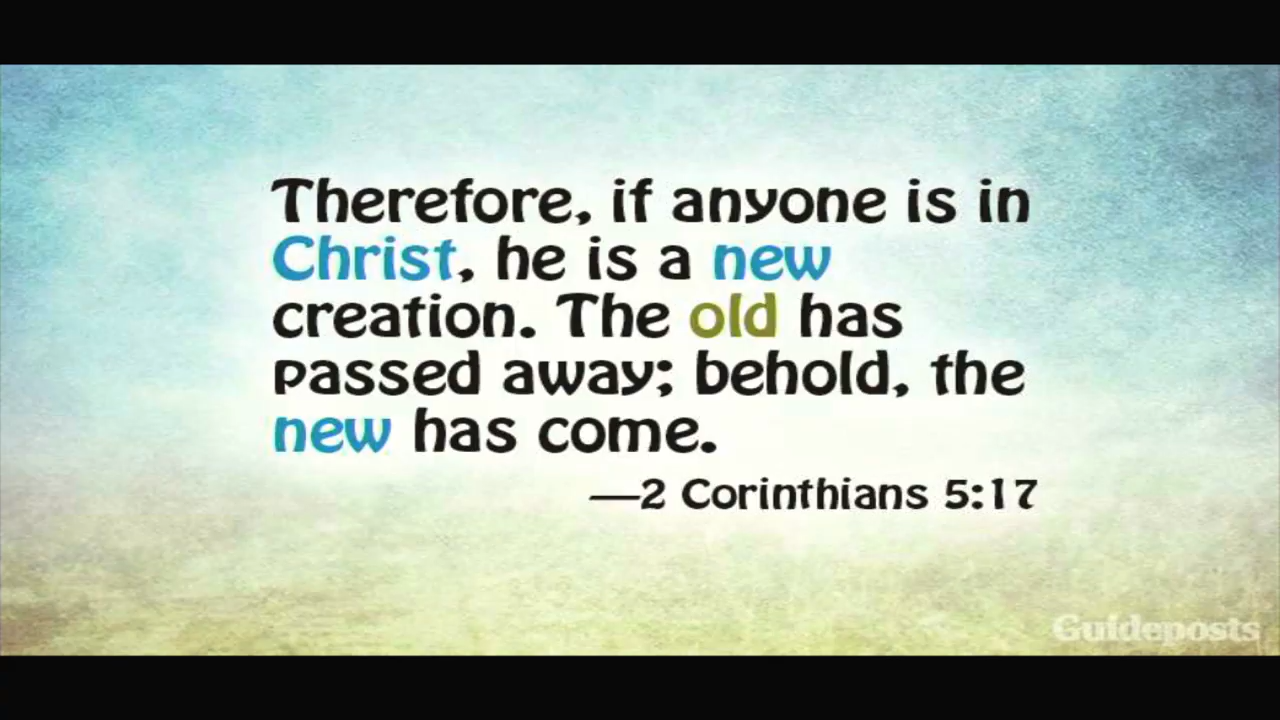 Therefore, if anyone is in
Christ, he is a new
creation. The old has
passed away; behold, the
new has come.
—2 Corinthians 5:17
Guideposts